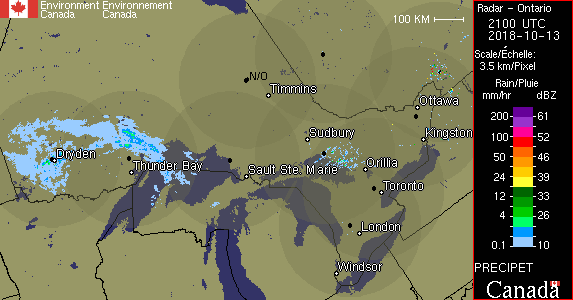 Environment Environnement
Canada Canada
100 KM
N/O
Timmins
Ottawa
Sudbury
Kingston
Dryden
Thunder Bay
Sault Ste. Marie
Orillia
Toronto
London
Windsor
Radar - Ontario
2100 UTC
2018-10-13
Scale/Échelle:
3.5 km/Pixel
Rain/Pluie
mm/hr dBZ
200 61
100 52
50 46
24 39
12 33
4 26
0.1 10
PRECIPET
Canada